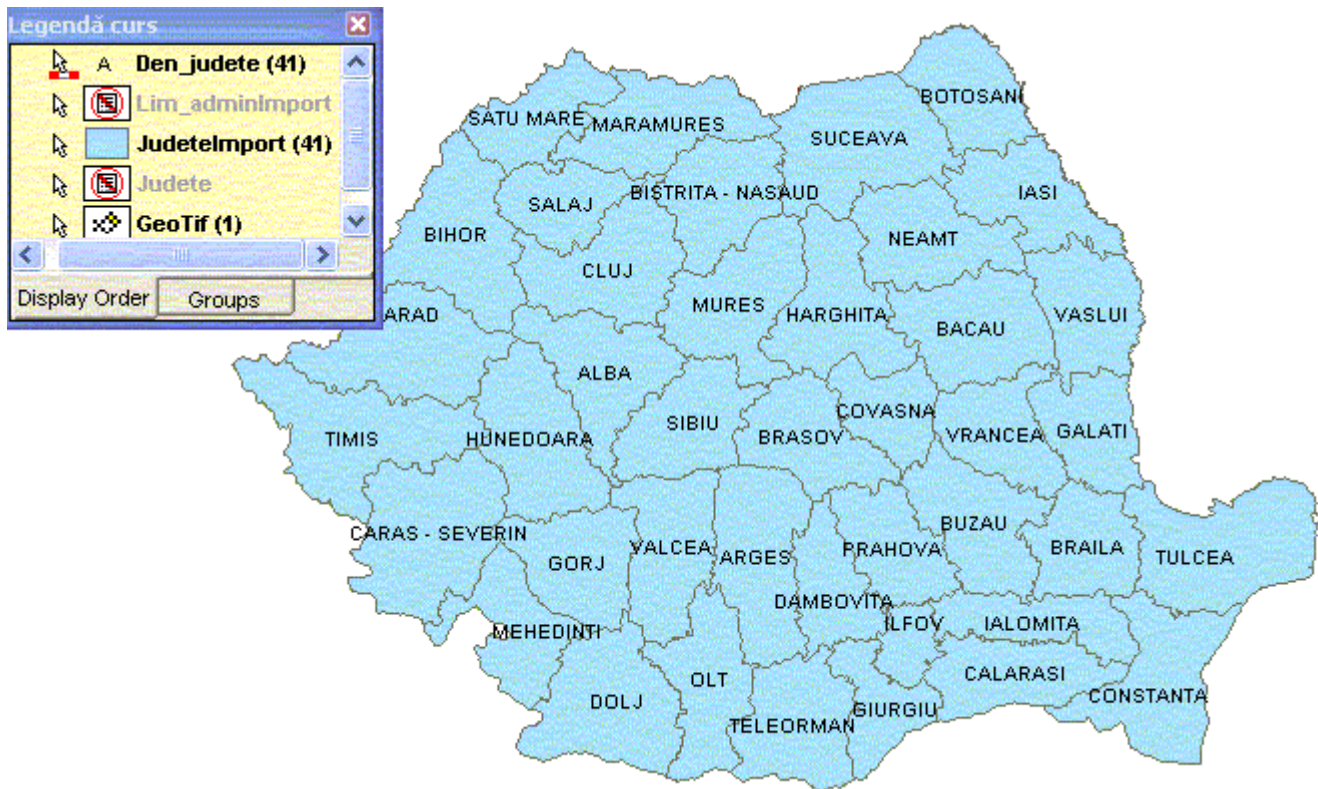 Legendă curs
A Den_judete (41)
Lim_adminImport
JudeteImport (41)
Judete
GeoTif (1)
Display Order Groups
BOTOSANI
SATU MARE
MARAMURES
SUCEAVA
IASI
SALAJ
BISTRITA - NASAUD
BIHOR
NEAMT
CLUJ
MURES
HARGHITA
ARAD
BACAU
VASLUI
ALBA
COVASNA
SIBIU
TIMIS
HUNEDOARA
BRASOV
VRANCEA
GALATI
CARAS - SEVERIN
BUZAU
VALCEA
PRAHOVA
BRAILA
GORJ
ARGES
TULCEA
DAMBOVITA
MEHEDINTI
ILFOV
IALOMITA
OLT
CALARASI
DOLJ
CONSTANTA
TELEORMAN
GIURGIU